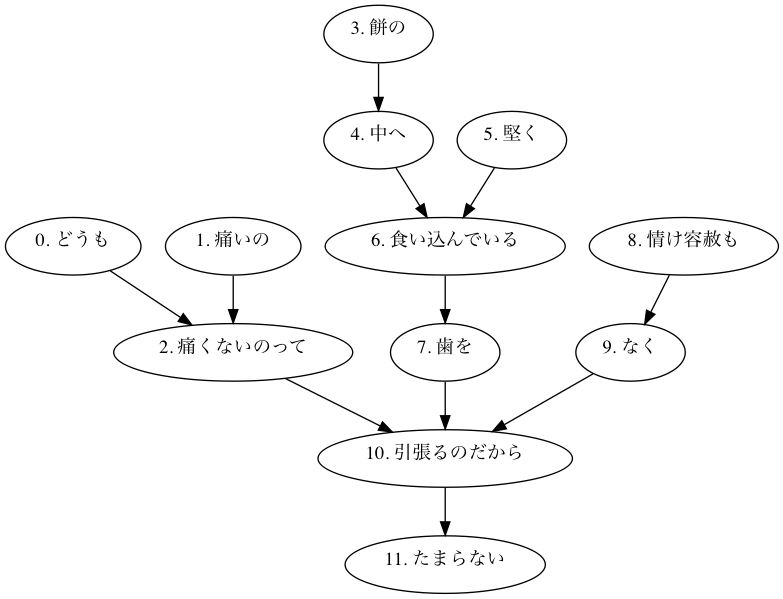 3. 餅の
4. 中へ
5. 堅く
0. どうも
1. 痛いの
6. 食い込んでいる
8. 情け容赦も
2. 痛くないのって
7. 歯を
9. なく
10. 引張るのだから
11. たまらない